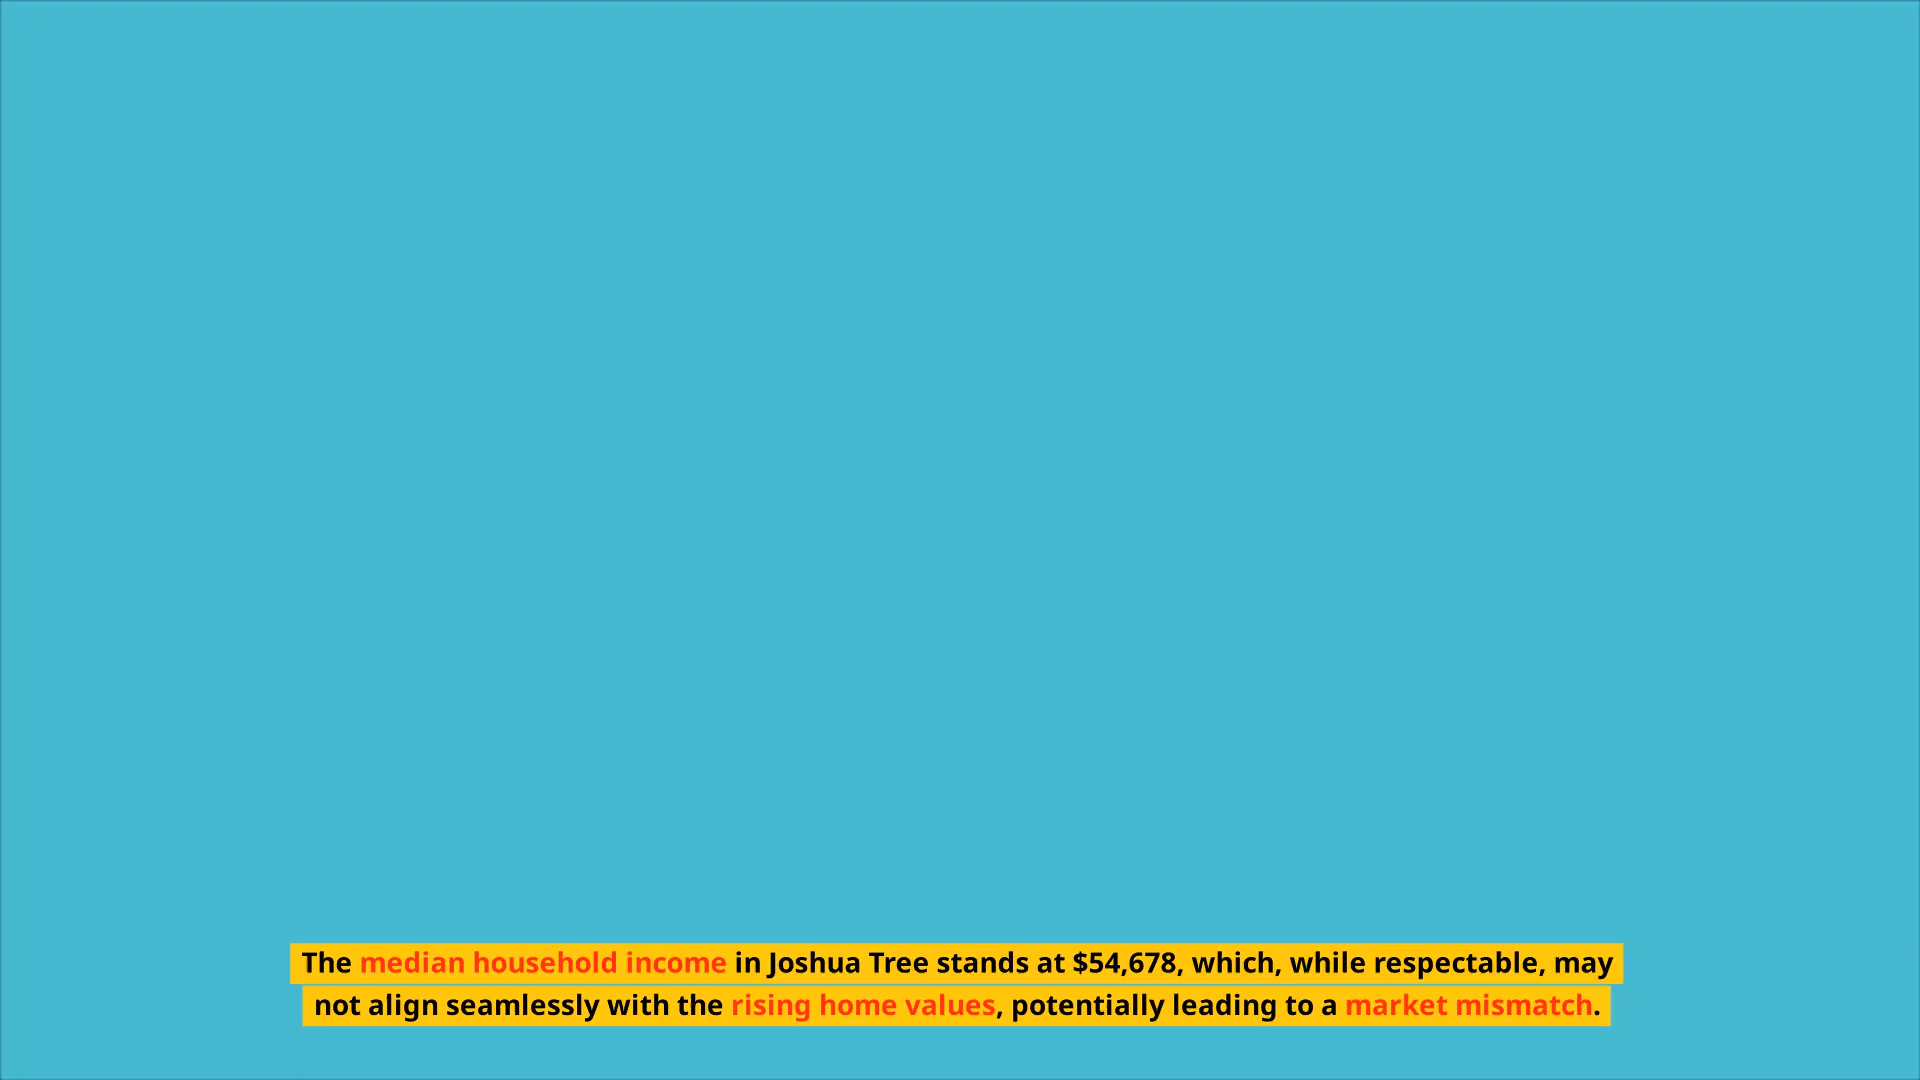 The median household income in Joshua Tree stands at $54,678, which, while respectable, may
not align seamlessly with the rising home values, potentially leading to a market mismatch.